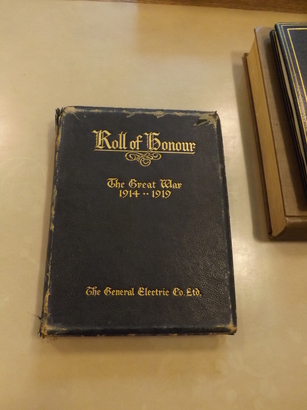 Roll of Honour
The Great War
1914 ·· 1919
The General Electric Co. Ltd.